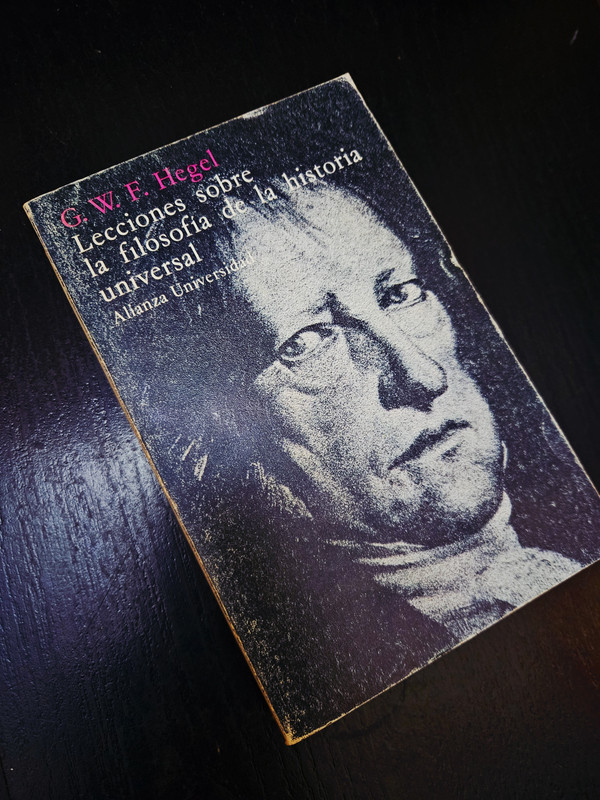 G. W. F. Hegel
Lecciones sobre
la filosofía de la historia
universal
Alianza Universidad